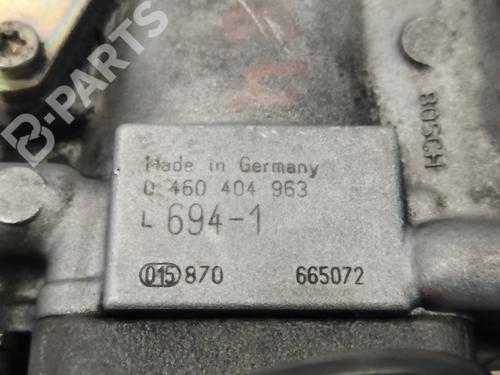 B-PARTS
BOSCH
Made in Germany
0 460 404 963
L 694-1
015 870 665072